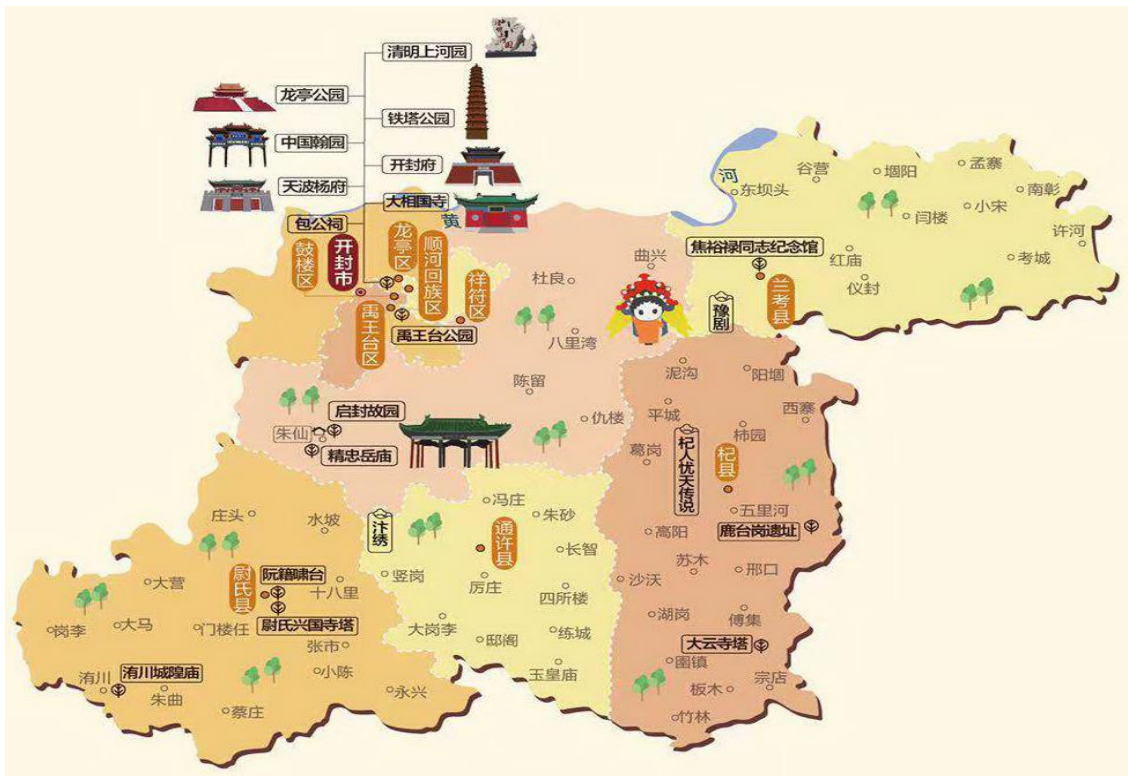 清明上河园
龙亭公园
铁塔公园
中国翰园
开封府
天波杨府
大相国寺
包公祠
黄
河
鼓楼区
开封市
龙亭区
顺河回族区
祥符区
禹王台区
禹王台公园
杜良
曲兴
八里湾
陈留
仇楼
启封故园
朱仙
精忠岳庙
东坝头
谷营
堌阳
孟寨
南彰
小宋
闫楼
许河
焦裕禄同志纪念馆
红庙
考城
仪封
兰考县
豫剧
泥沟
阳堌
平城
西寨
柿园
葛岗
杞人忧天传说
杞县
五里河
鹿台岗遗址
高阳
苏木
邢口
沙沃
湖岗
傅集
大云寺塔
圉镇
板木
宗店
竹林
汴绣
冯庄
朱砂
通许县
长智
竖岗
厉庄
四所楼
大岗李
邸阁
练城
玉皇庙
庄头
水坡
大营
尉氏县
阮籍啸台
十八里
岗李
大马
门楼任
尉氏兴国寺塔
张市
洧川
洧川城隍庙
小陈
朱曲
蔡庄
永兴